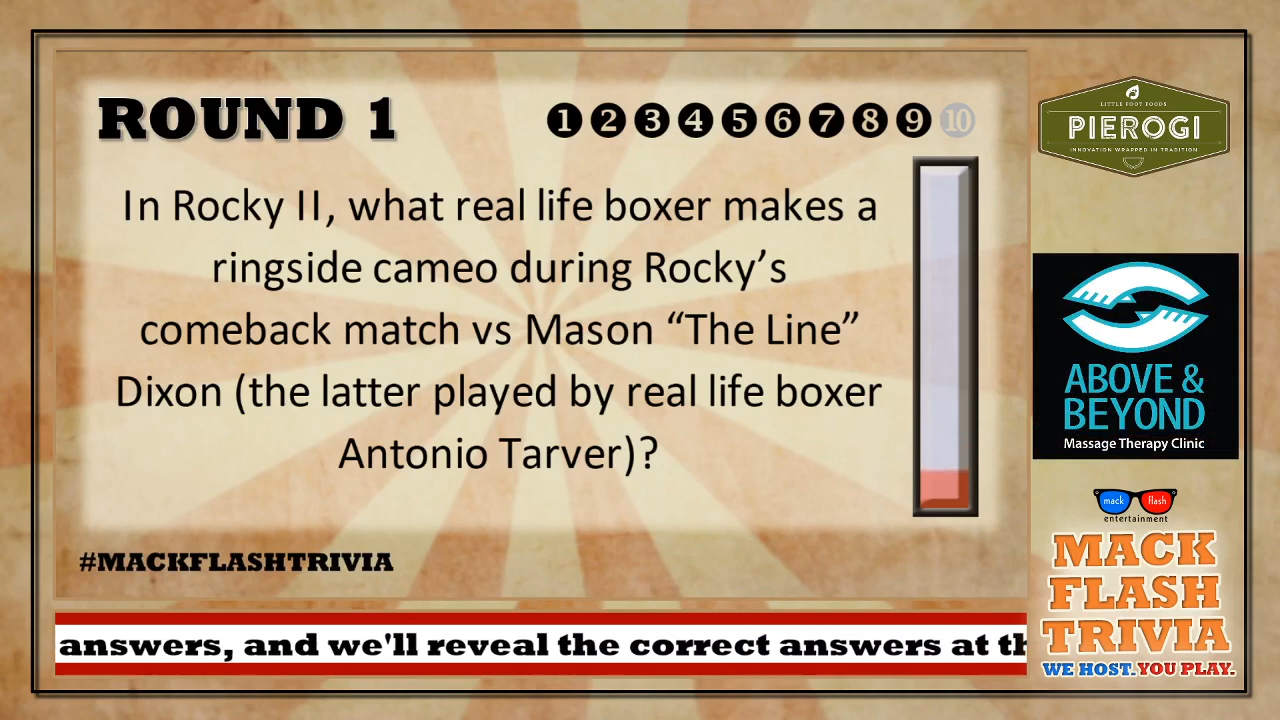 ROUND 1
1 2 3 4 5 6 7 8 9 10
In Rocky II, what real life boxer makes a
ringside cameo during Rocky’s
comeback match vs Mason “The Line”
Dixon (the latter played by real life boxer
Antonio Tarver)?
#MACKFLASHTRIVIA
answers, and we'll reveal the correct answers at th
LITTLE FOOT FOODS
PIEROGI
INNOVATION WRAPPED IN TRADITION
ABOVE &
BEYOND
Massage Therapy Clinic
mack flash
entertainment
MACK
FLASH
TRIVIA
WE HOST. YOU PLAY.